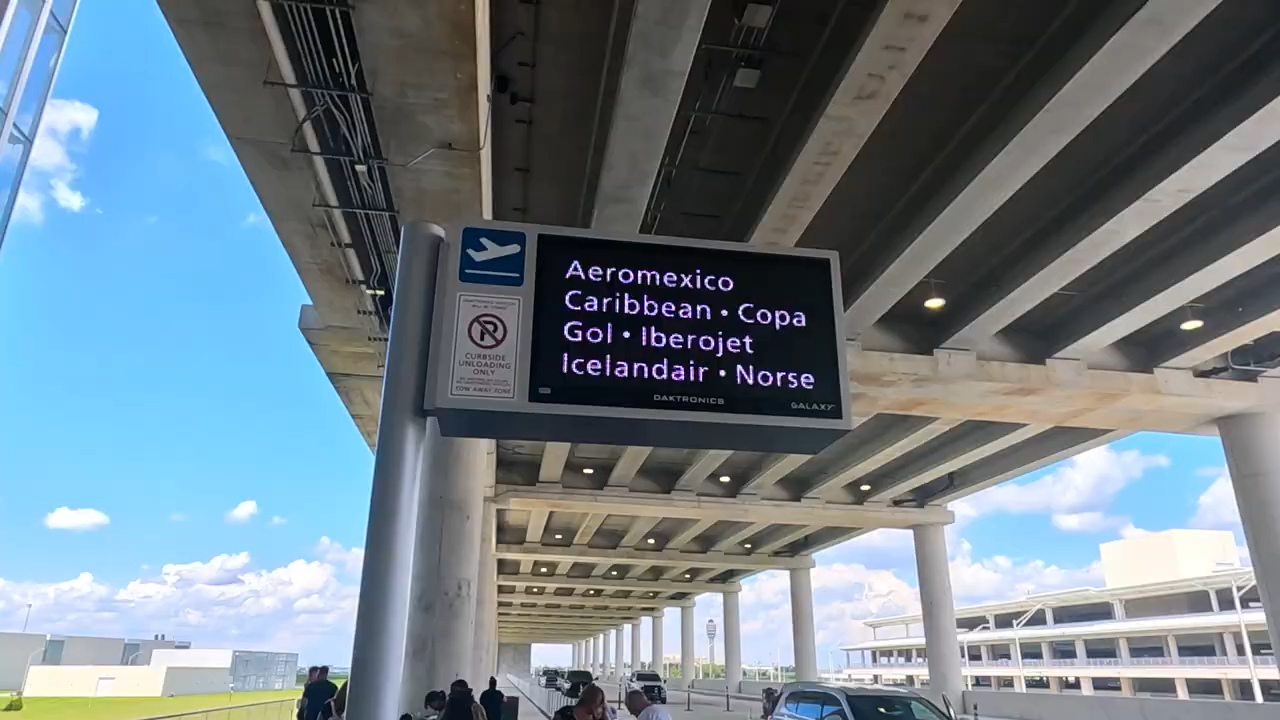 Aeromexico
Caribbean • Copa
Gol • Iberojet
Icelandair • Norse
CURBSIDE
UNLOADING
ONLY
TOW AWAY ZONE
DAKTRONICS
GALAXY